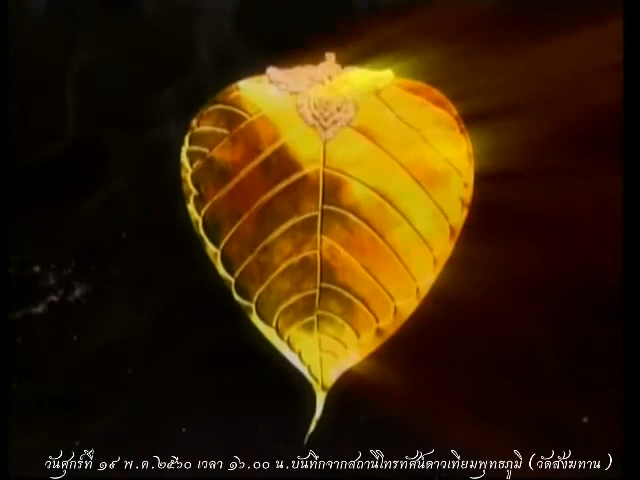 วันศุกร์ที่ ๑๙ พ.ค.๒๕๖๐ เวลา ๑๖.๐๐ น.บันทึกจากสถานีโทรทัศน์ดาวเทียมพุทธภูมิ ( วัดสังฆทาน )